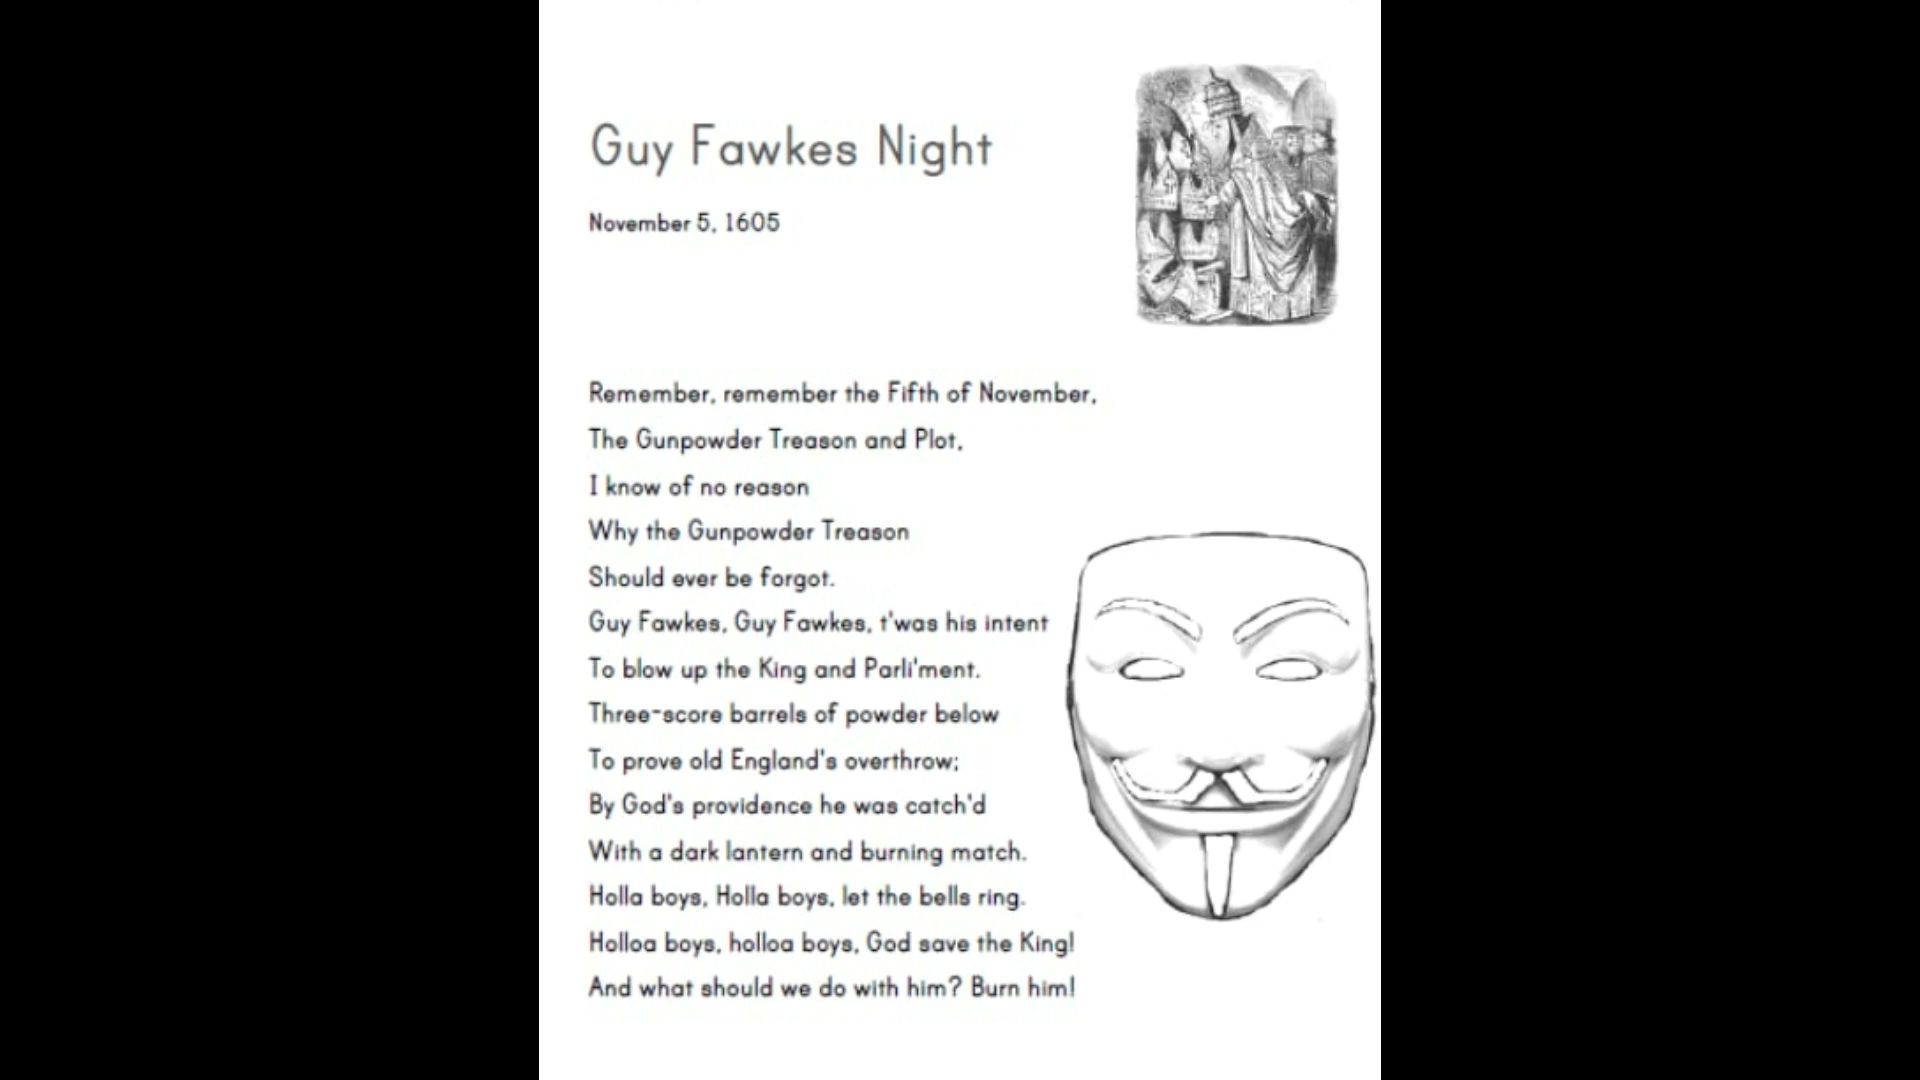 Guy Fawkes Night
November 5, 1605
Remember, remember the Fifth of November,
The Gunpowder Treason and Plot,
I know of no reason
Why the Gunpowder Treason
Should ever be forgot.
Guy Fawkes, Guy Fawkes, t'was his intent
To blow up the King and Parli'ment.
Three-score barrels of powder below
To prove old England's overthrow;
By God's providence he was catch'd
With a dark lantern and burning match.
Holla boys, Holla boys, let the bells ring.
Holloa boys, holloa boys, God save the King!
And what should we do with him? Burn him!